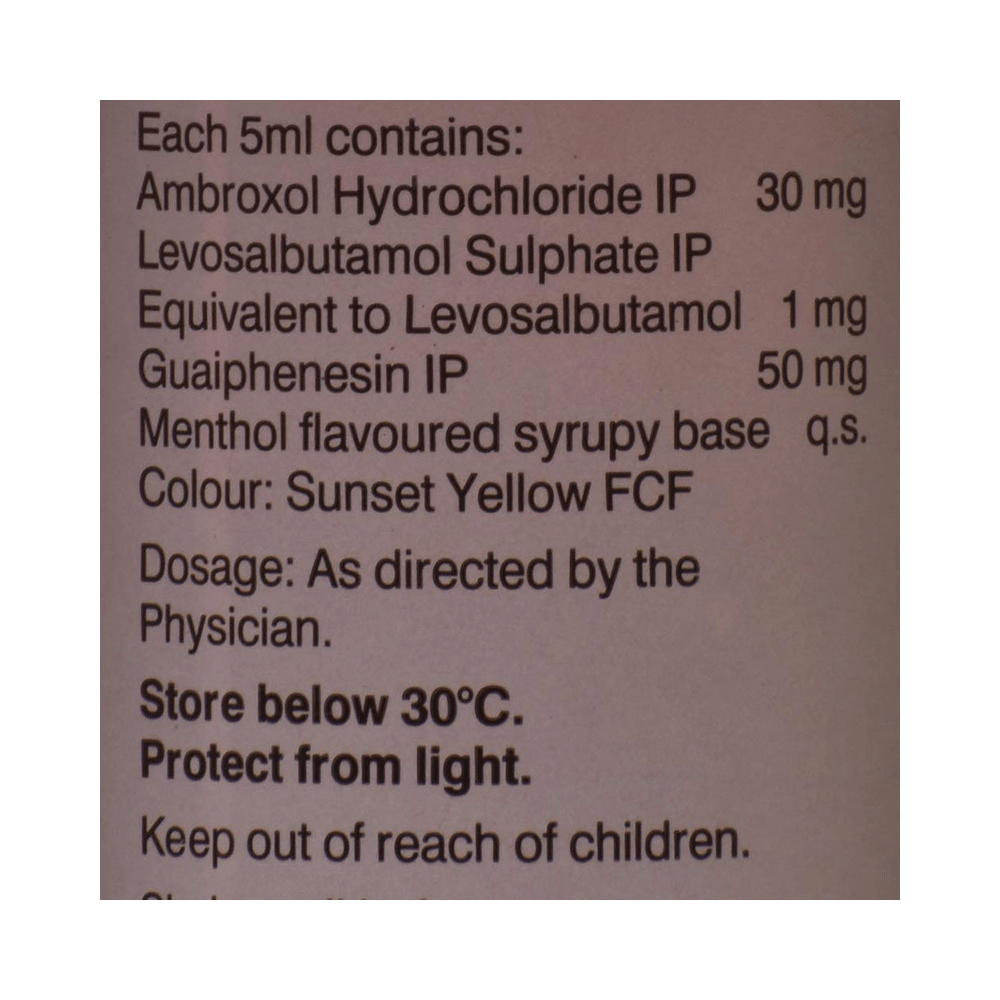 Each 5ml contains:
Ambroxol Hydrochloride IP 30 mg
Levosalbutamol Sulphate IP
Equivalent to Levosalbutamol 1 mg
Guaiphenesin IP 50 mg
Menthol flavoured syrupy base q.s.
Colour: Sunset Yellow FCF
Dosage: As directed by the
Physician.
Store below 30°C.
Protect from light.
Keep out of reach of children.